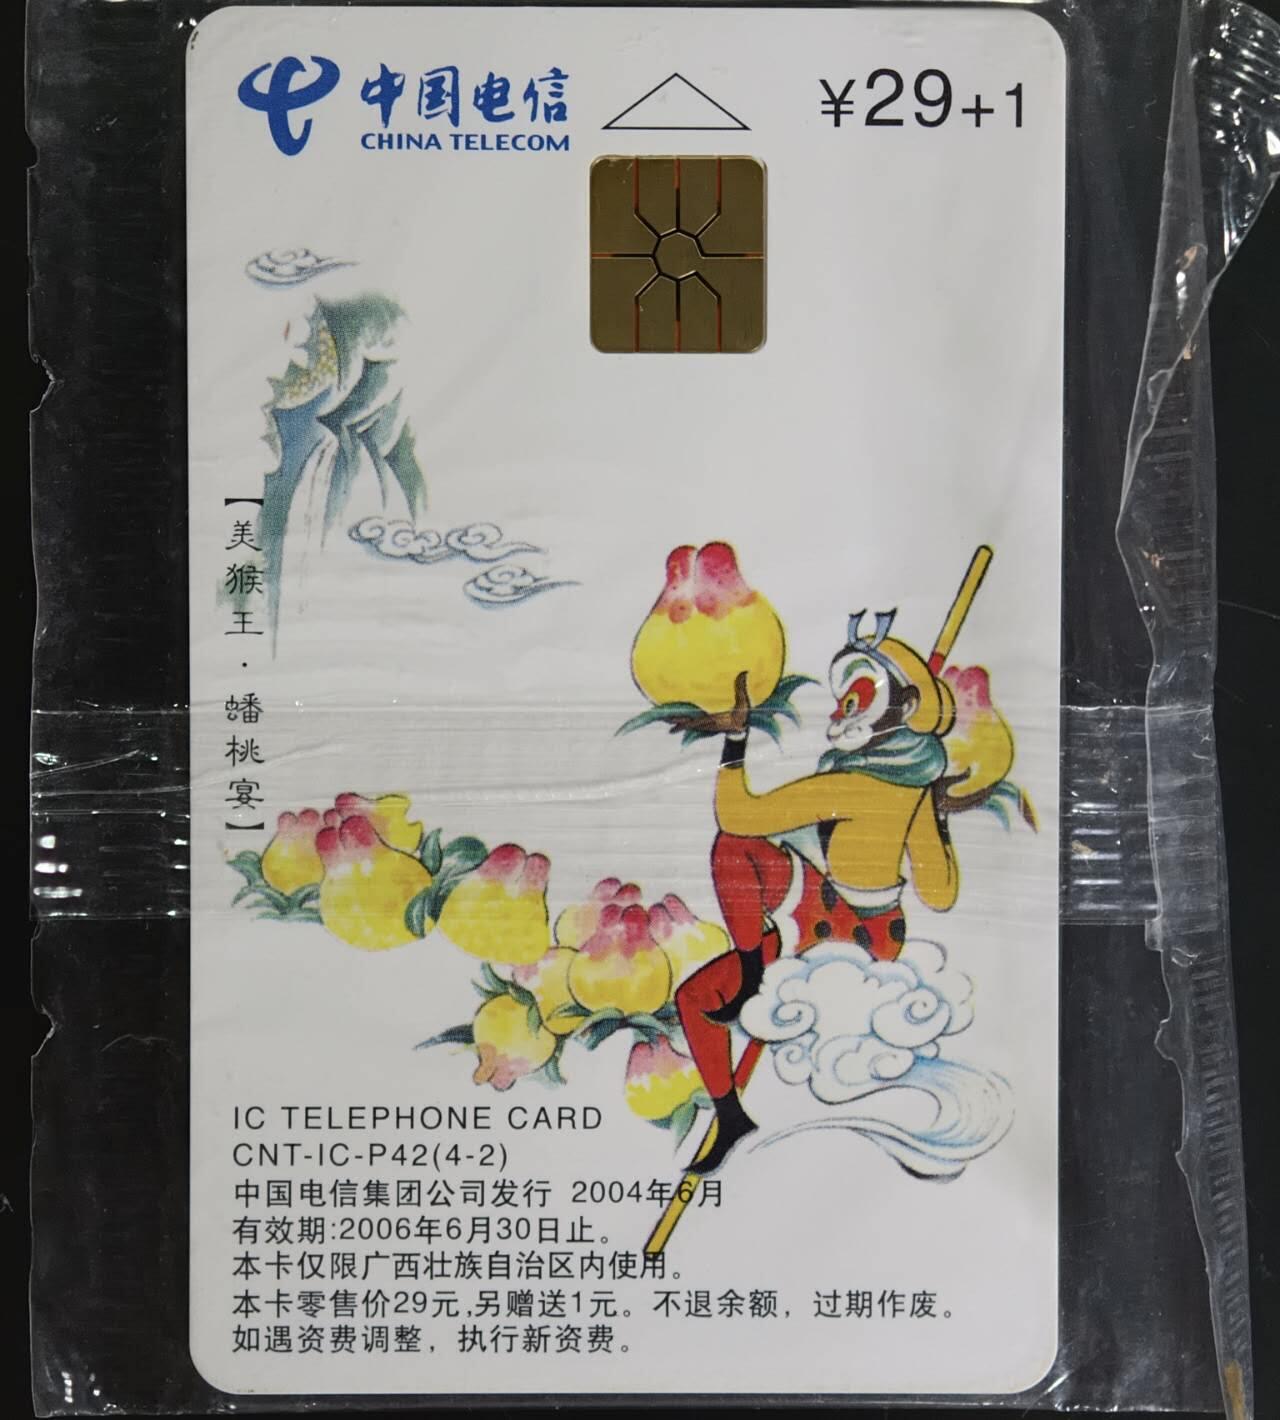 中国电信
CHINA TELECOM
¥29+1
【美猴王·蟠桃宴】
IC TELEPHONE CARD
CNT-IC-P42(4-2)
中国电信集团公司发行 2004年6月
有效期:2006年6月30日止。
本卡仅限广西壮族自治区内使用。
本卡零售价29元,另赠送1元。不退余额，过期作废。
如遇资费调整，执行新资费。